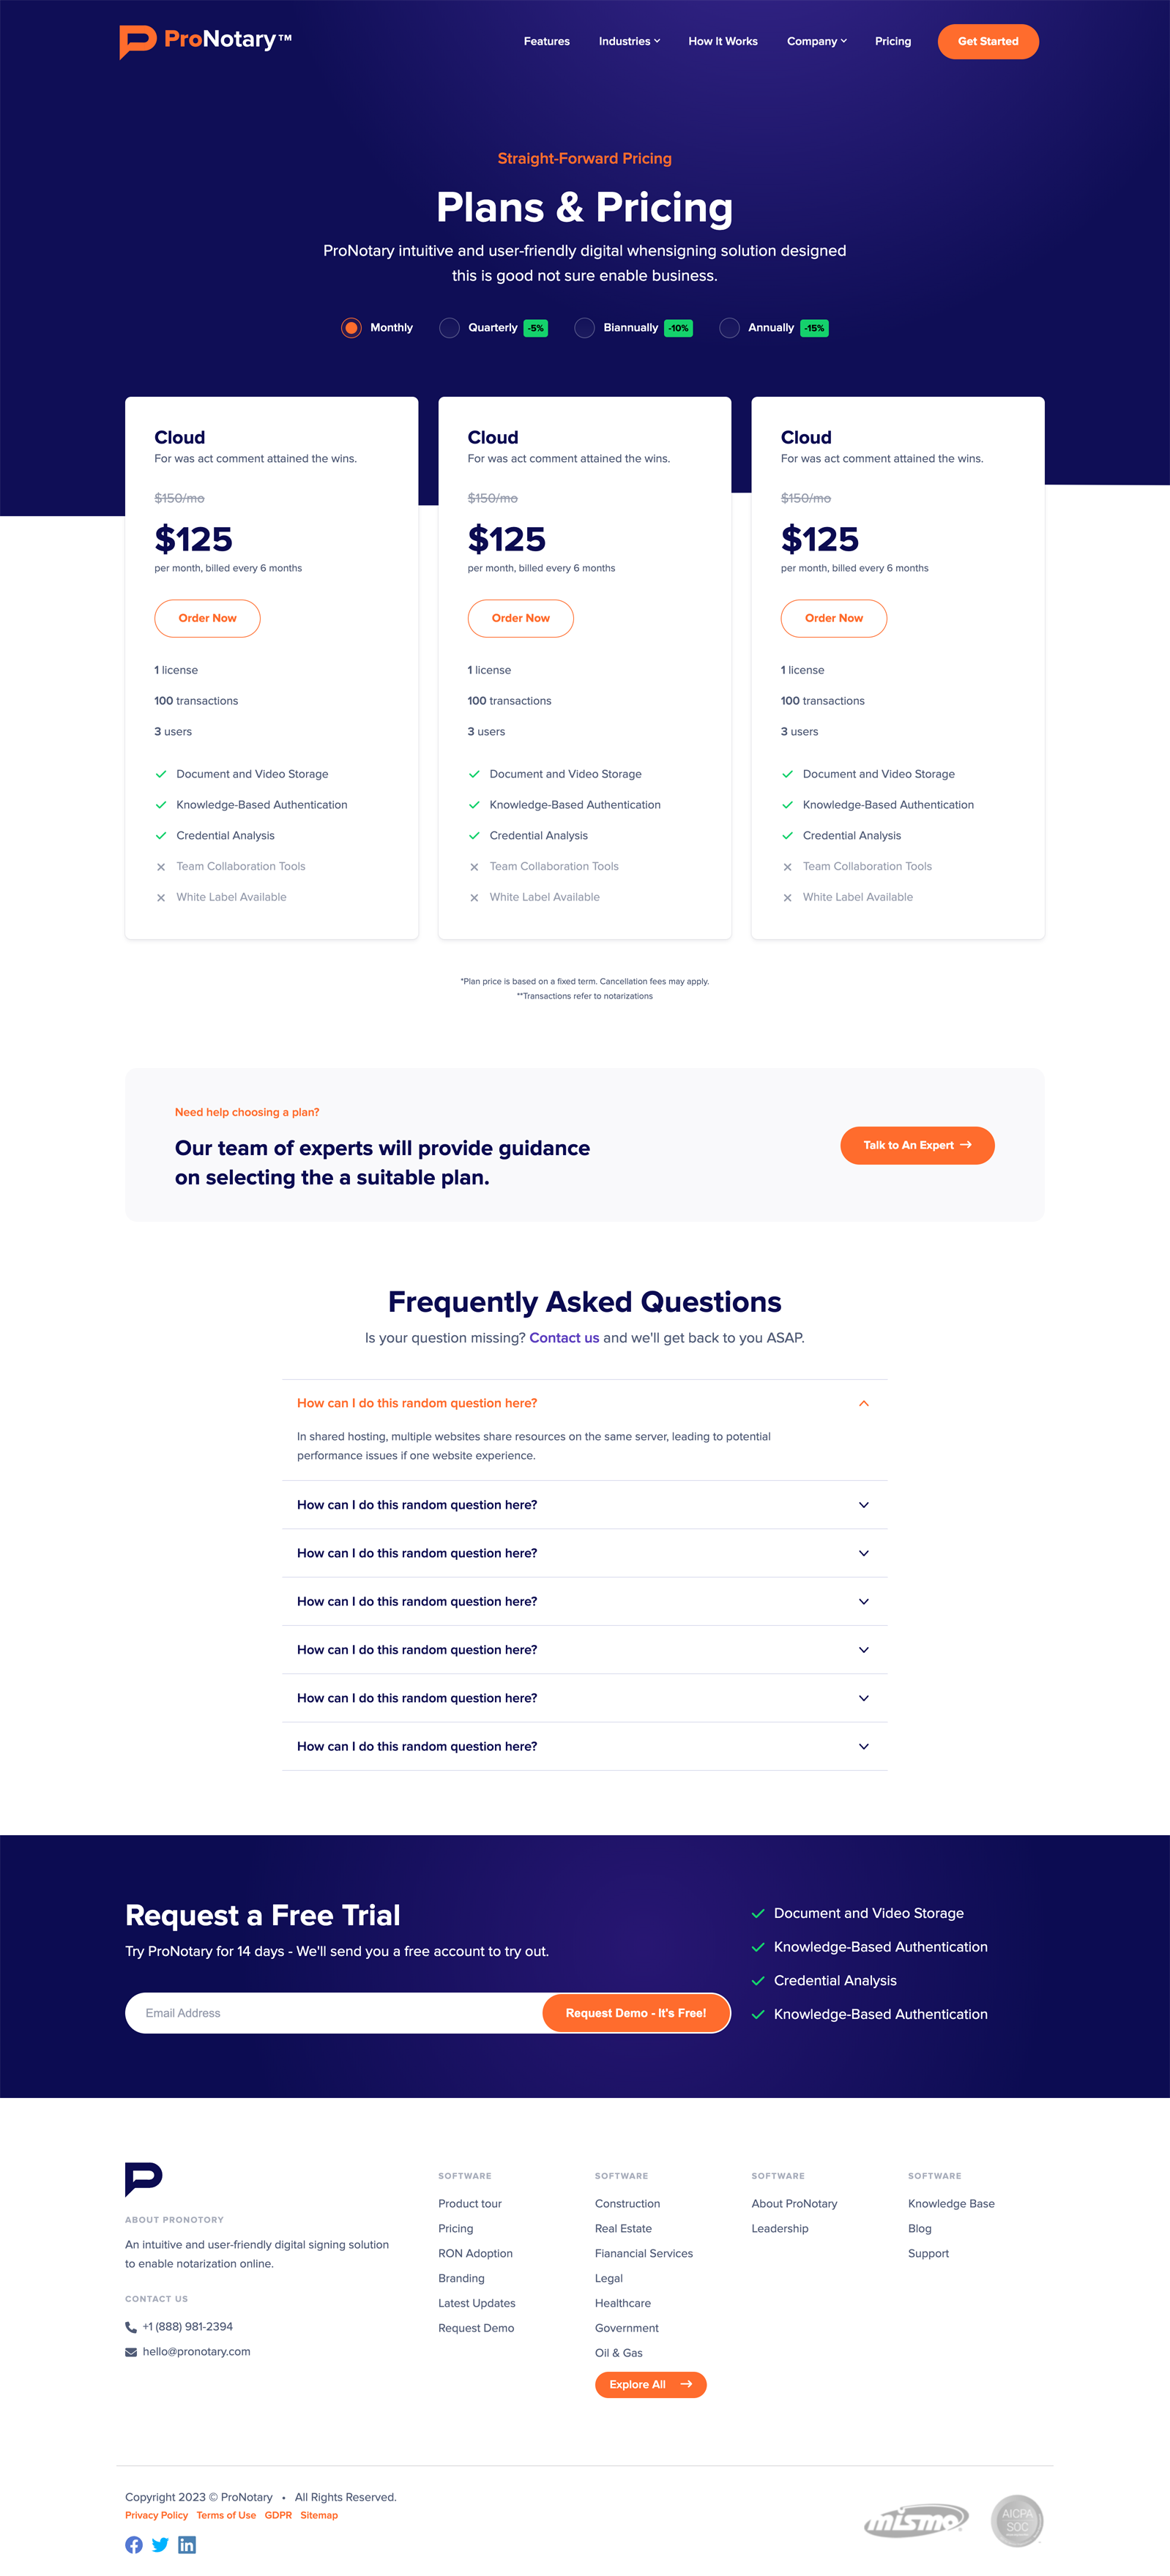 ProNotary™
Features Industries How It Works Company Pricing Get Started
Straight-Forward Pricing
Plans & Pricing
ProNotary intuitive and user-friendly digital whensigning solution designed
this is good not sure enable business.
Monthly Quarterly -5% Biannually -10% Annually -15%
Cloud
For was act comment attained the wins.
$150/mo
$125
per month, billed every 6 months
Order Now
1 license
100 transactions
3 users
Document and Video Storage
Knowledge-Based Authentication
Credential Analysis
Team Collaboration Tools
White Label Available
Cloud
For was act comment attained the wins.
$150/mo
$125
per month, billed every 6 months
Order Now
1 license
100 transactions
3 users
Document and Video Storage
Knowledge-Based Authentication
Credential Analysis
Team Collaboration Tools
White Label Available
Cloud
For was act comment attained the wins.
$150/mo
$125
per month, billed every 6 months
Order Now
1 license
100 transactions
3 users
Document and Video Storage
Knowledge-Based Authentication
Credential Analysis
Team Collaboration Tools
White Label Available
*Plan price is based on a fixed term. Cancellation fees may apply.
**Transactions refer to notarizations
Need help choosing a plan?
Our team of experts will provide guidance
on selecting the a suitable plan.
Talk to An Expert →
Frequently Asked Questions
Is your question missing? Contact us and we'll get back to you ASAP.
How can I do this random question here?
In shared hosting, multiple websites share resources on the same server, leading to potential
performance issues if one website experience.
How can I do this random question here?
How can I do this random question here?
How can I do this random question here?
How can I do this random question here?
How can I do this random question here?
How can I do this random question here?
Request a Free Trial
Try ProNotary for 14 days - We'll send you a free account to try out.
Email Address
Request Demo - It's Free!
Document and Video Storage
Knowledge-Based Authentication
Credential Analysis
Knowledge-Based Authentication
ABOUT PRONOTORY
An intuitive and user-friendly digital signing solution
to enable notarization online.
CONTACT US
+1 (888) 981-2394
hello@pronotary.com
SOFTWARE
Product tour
Pricing
RON Adoption
Branding
Latest Updates
Request Demo
SOFTWARE
Construction
Real Estate
Fianancial Services
Legal
Healthcare
Government
Oil & Gas
Explore All →
SOFTWARE
About ProNotary
Leadership
SOFTWARE
Knowledge Base
Blog
Support
Copyright 2023 © ProNotary • All Rights Reserved.
Privacy Policy Terms of Use GDPR Sitemap
mismo
AICPA
SOC